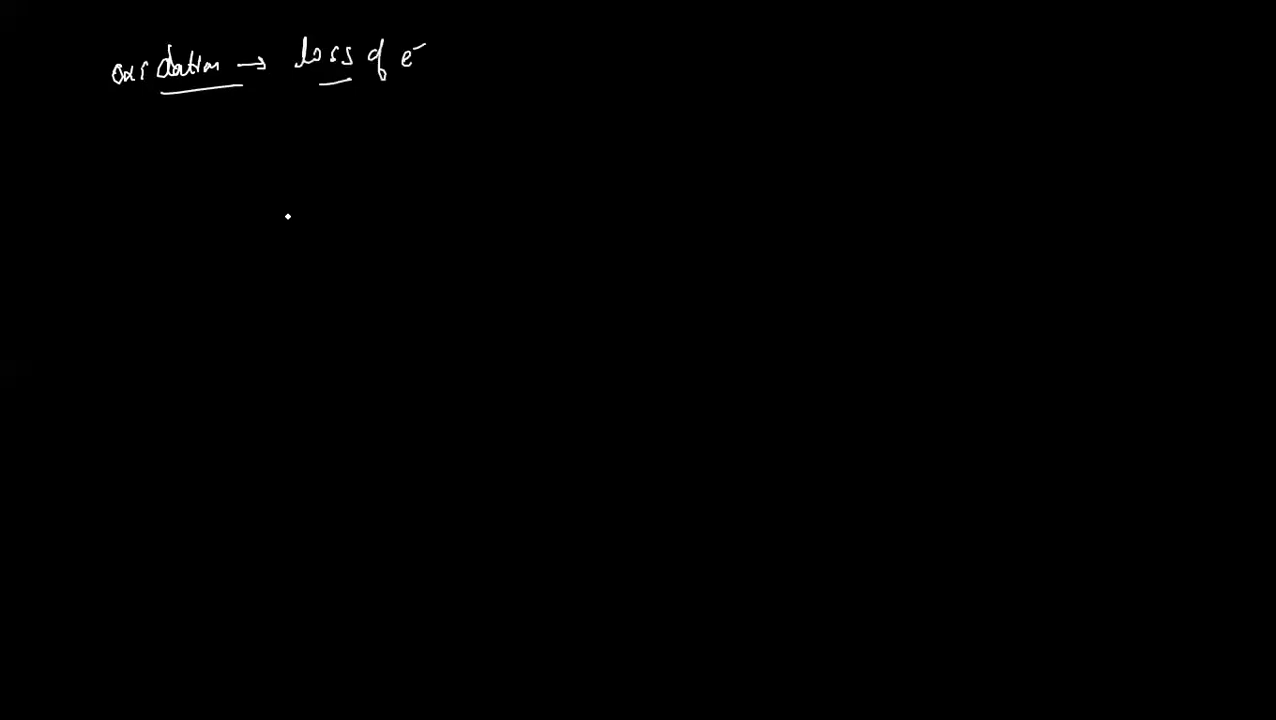 oxidation → loss of e⁻